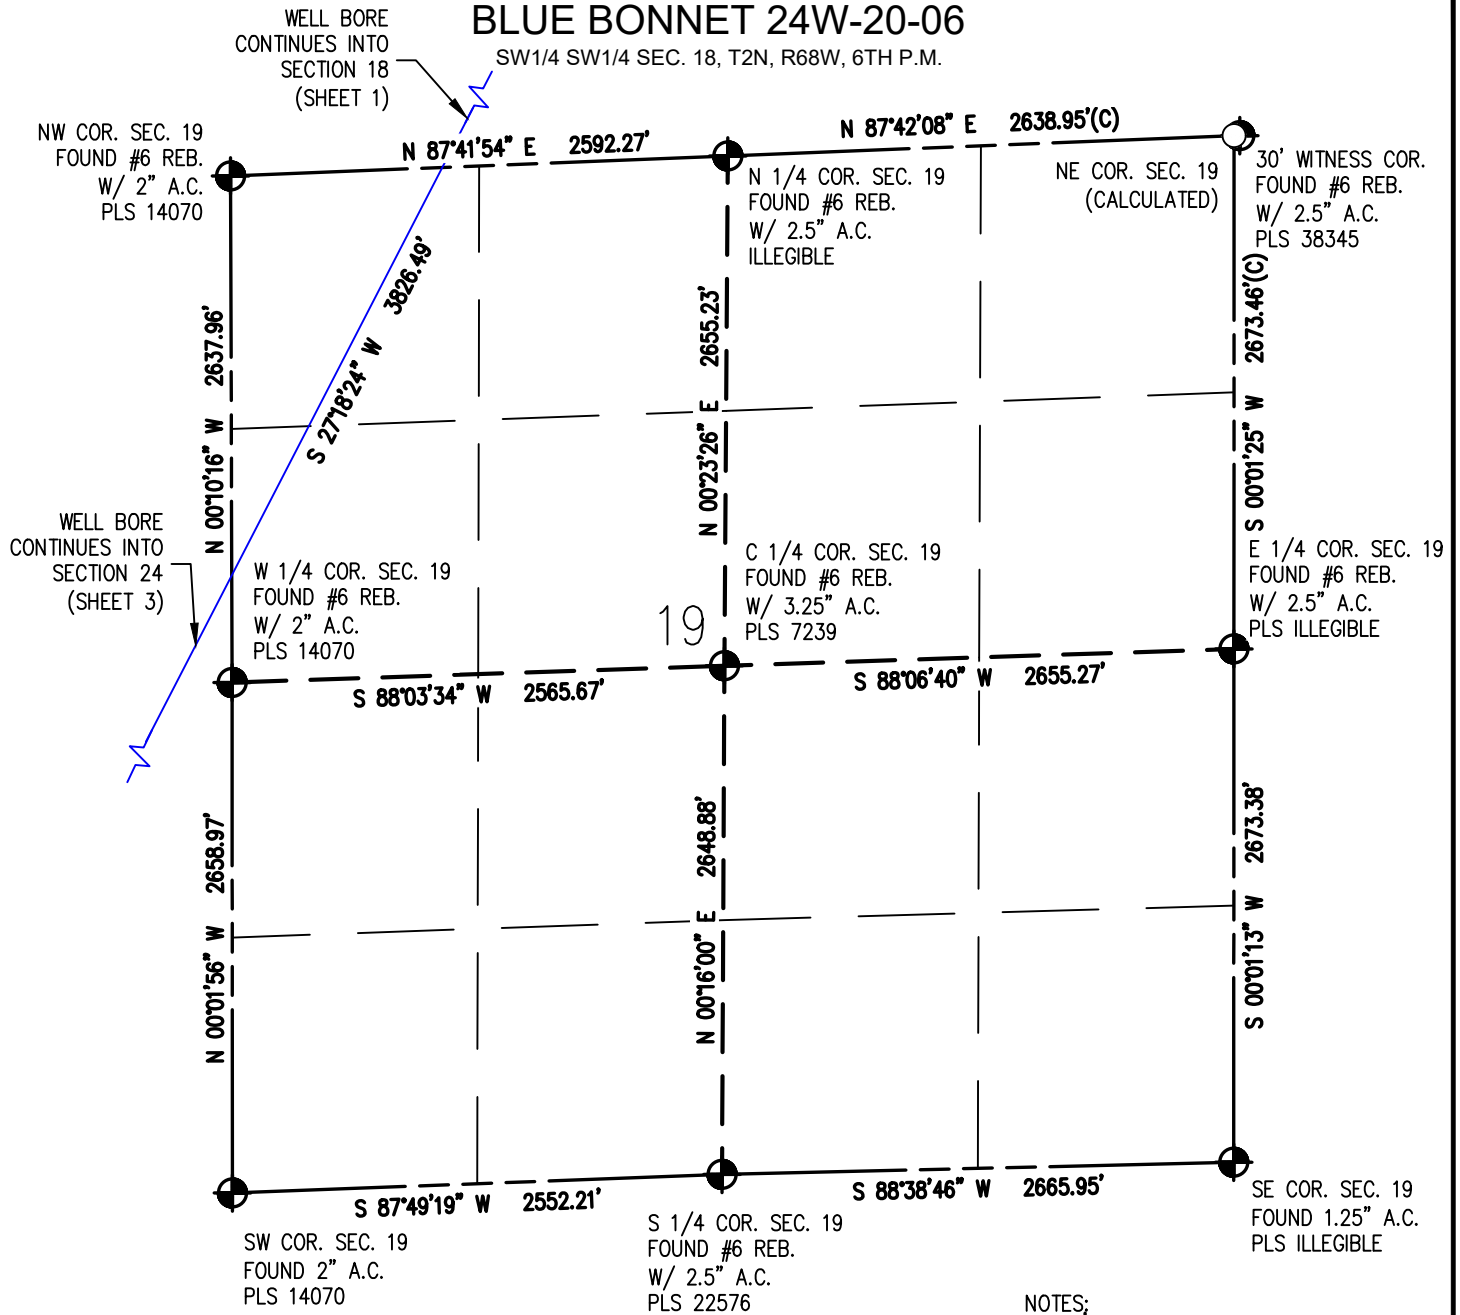 BLUE BONNET 24W-20-06
SW1/4 SW1/4 SEC. 18, T2N, R68W, 6TH P.M.
WELL BORE
CONTINUES INTO
SECTION 18
(SHEET 1)
NW COR. SEC. 19
FOUND #6 REB.
W/ 2" A.C.
PLS 14070
N 87°41'54" E 2592.27'
N 87°42'08" E 2638.95'(C)
N 1/4 COR. SEC. 19
FOUND #6 REB.
W/ 2.5" A.C.
ILLEGIBLE
NE COR. SEC. 19
(CALCULATED)
30' WITNESS COR.
FOUND #6 REB.
W/ 2.5" A.C.
PLS 38345
N 00°10'16" W 2637.96'
S 27°18'24" W 3826.49'
N 00°23'26" E 2655.23'
S 00°01'25" W 2673.46'(C)
WELL BORE
CONTINUES INTO
SECTION 24
(SHEET 3)
W 1/4 COR. SEC. 19
FOUND #6 REB.
W/ 2" A.C.
PLS 14070
19
C 1/4 COR. SEC. 19
FOUND #6 REB.
W/ 3.25" A.C.
PLS 7239
E 1/4 COR. SEC. 19
FOUND #6 REB.
W/ 2.5" A.C.
PLS ILLEGIBLE
S 88°03'34" W 2565.67'
S 88°06'40" W 2655.27'
N 00°01'56" W 2658.97'
N 00°16'00" E 2648.88'
S 00°01'13" W 2673.38'
S 87°49'19" W 2552.21'
S 88°38'46" W 2665.95'
SW COR. SEC. 19
FOUND 2" A.C.
PLS 14070
S 1/4 COR. SEC. 19
FOUND #6 REB.
W/ 2.5" A.C.
PLS 22576
SE COR. SEC. 19
FOUND 1.25" A.C.
PLS ILLEGIBLE
NOTES: